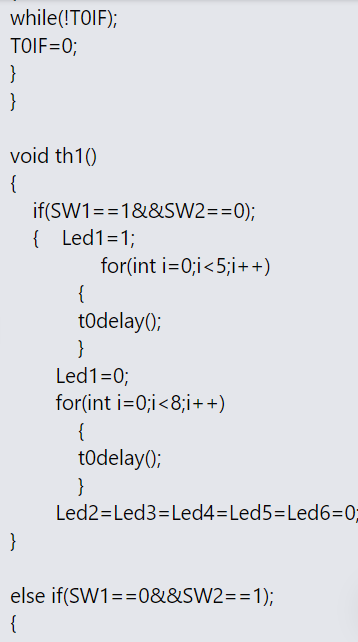 while(!T0IF);
T0IF=0;
}
}
void th1()
{
if(SW1==1&&SW2==0);
{ Led1=1;
for(int i=0;i<5;i++)
{
t0delay();
}
Led1=0;
for(int i=0;i<8;i++)
{
t0delay();
}
Led2=Led3=Led4=Led5=Led6=0;
}
else if(SW1==0&&SW2==1);
{